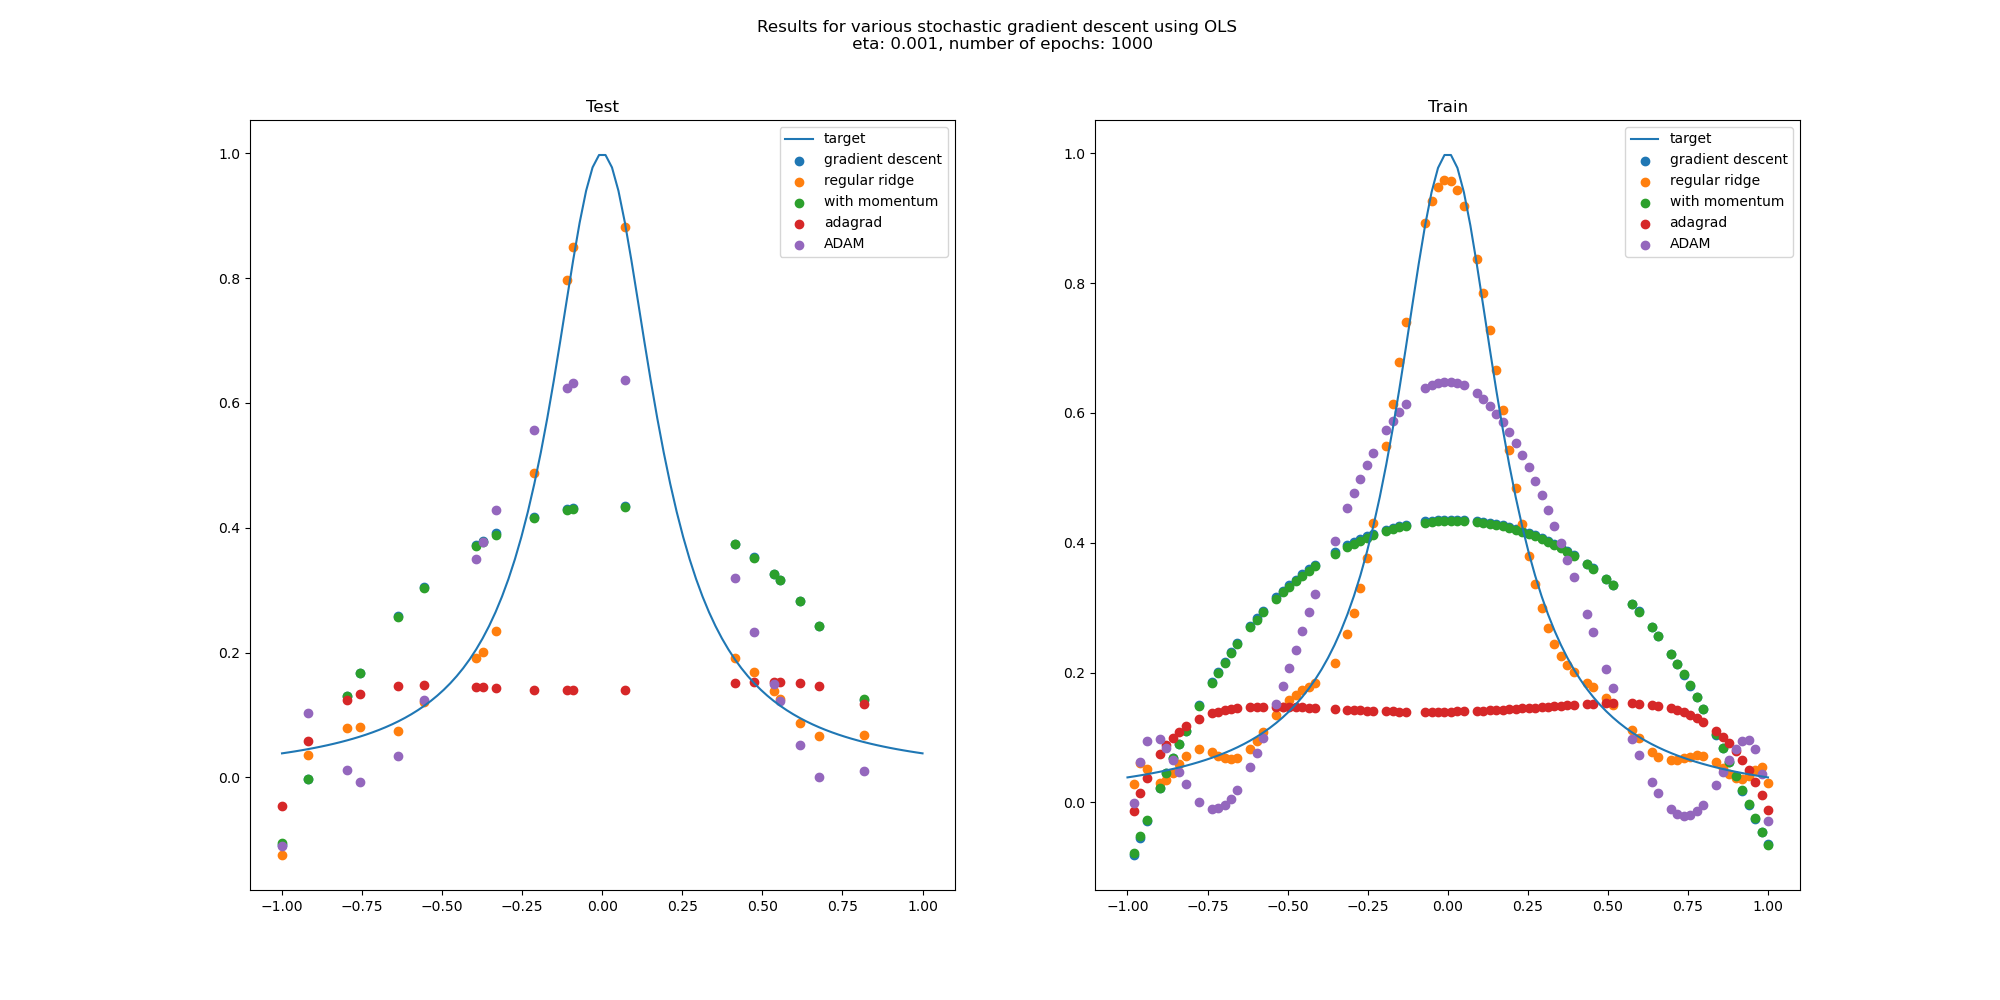 Results for various stochastic gradient descent using OLS
eta: 0.001, number of epochs: 1000
Test
target
gradient descent
regular ridge
with momentum
adagrad
ADAM
1.0
0.8
0.6
0.4
0.2
0.0
−1.00 −0.75 −0.50 −0.25 0.00 0.25 0.50 0.75 1.00
Train
target
gradient descent
regular ridge
with momentum
adagrad
ADAM
1.0
0.8
0.6
0.4
0.2
0.0
−1.00 −0.75 −0.50 −0.25 0.00 0.25 0.50 0.75 1.00